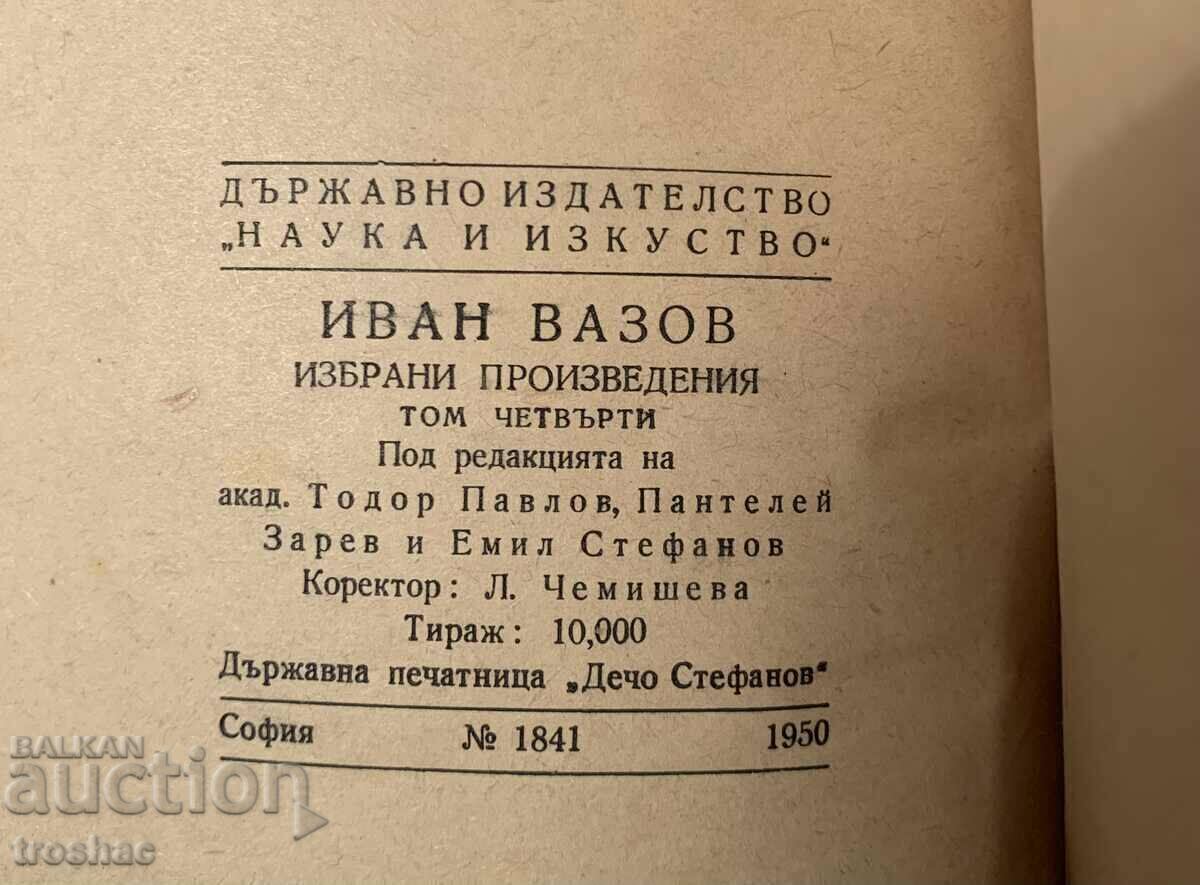 ДЪРЖАВНО ИЗДАТЕЛСТВО
„НАУКА И ИЗКУСТВО“
ИВАН ВАЗОВ
ИЗБРАНИ ПРОИЗВЕДЕНИЯ
ТОМ ЧЕТВЪРТИ
Под редакцията на
акад. Тодор Павлов, Пантелей
Зарев и Емил Стефанов
Коректор: Л. Чемишева
Тираж: 10,000
Държавна печатница „Дечо Стефанов“
София № 1841 1950
BALKAN
auction
troshac